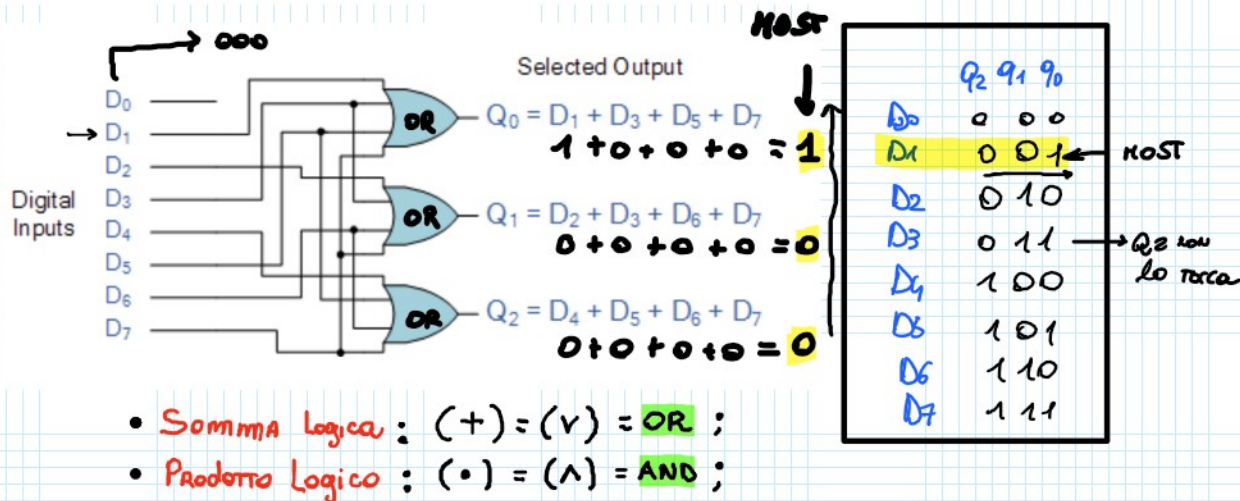 → 000
MOST
Selected Output
Digital
Inputs
D0
D1
D2
D3
D4
D5
D6
D7
OR
Q0 = D1 + D3 + D5 + D7
1 + 0 + 0 + 0 = 1
OR
Q1 = D2 + D3 + D6 + D7
0 + 0 + 0 + 0 = 0
OR
Q2 = D4 + D5 + D6 + D7
0 + 0 + 0 + 0 = 0
Q2 q1 q0
D0 0 0 0
D1 0 0 1 ← MOST
D2 0 1 0
D3 0 1 1 → Q2 non
lo tocca
D4 1 0 0
D5 1 0 1
D6 1 1 0
D7 1 1 1
• Somma Logica : (+) = (v) = OR ;
• Prodotto Logico : (•) = (∧) = AND ;